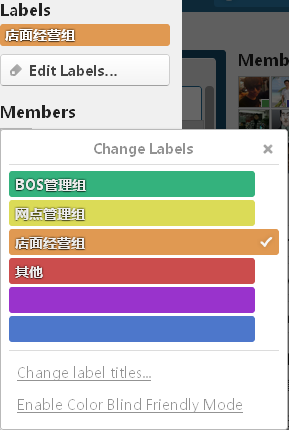 Labels
店面经营组
Edit Labels...
Members
Change Labels
BOS管理组
网点管理组
店面经营组
其他
Change label titles...
Enable Color Blind Friendly Mode